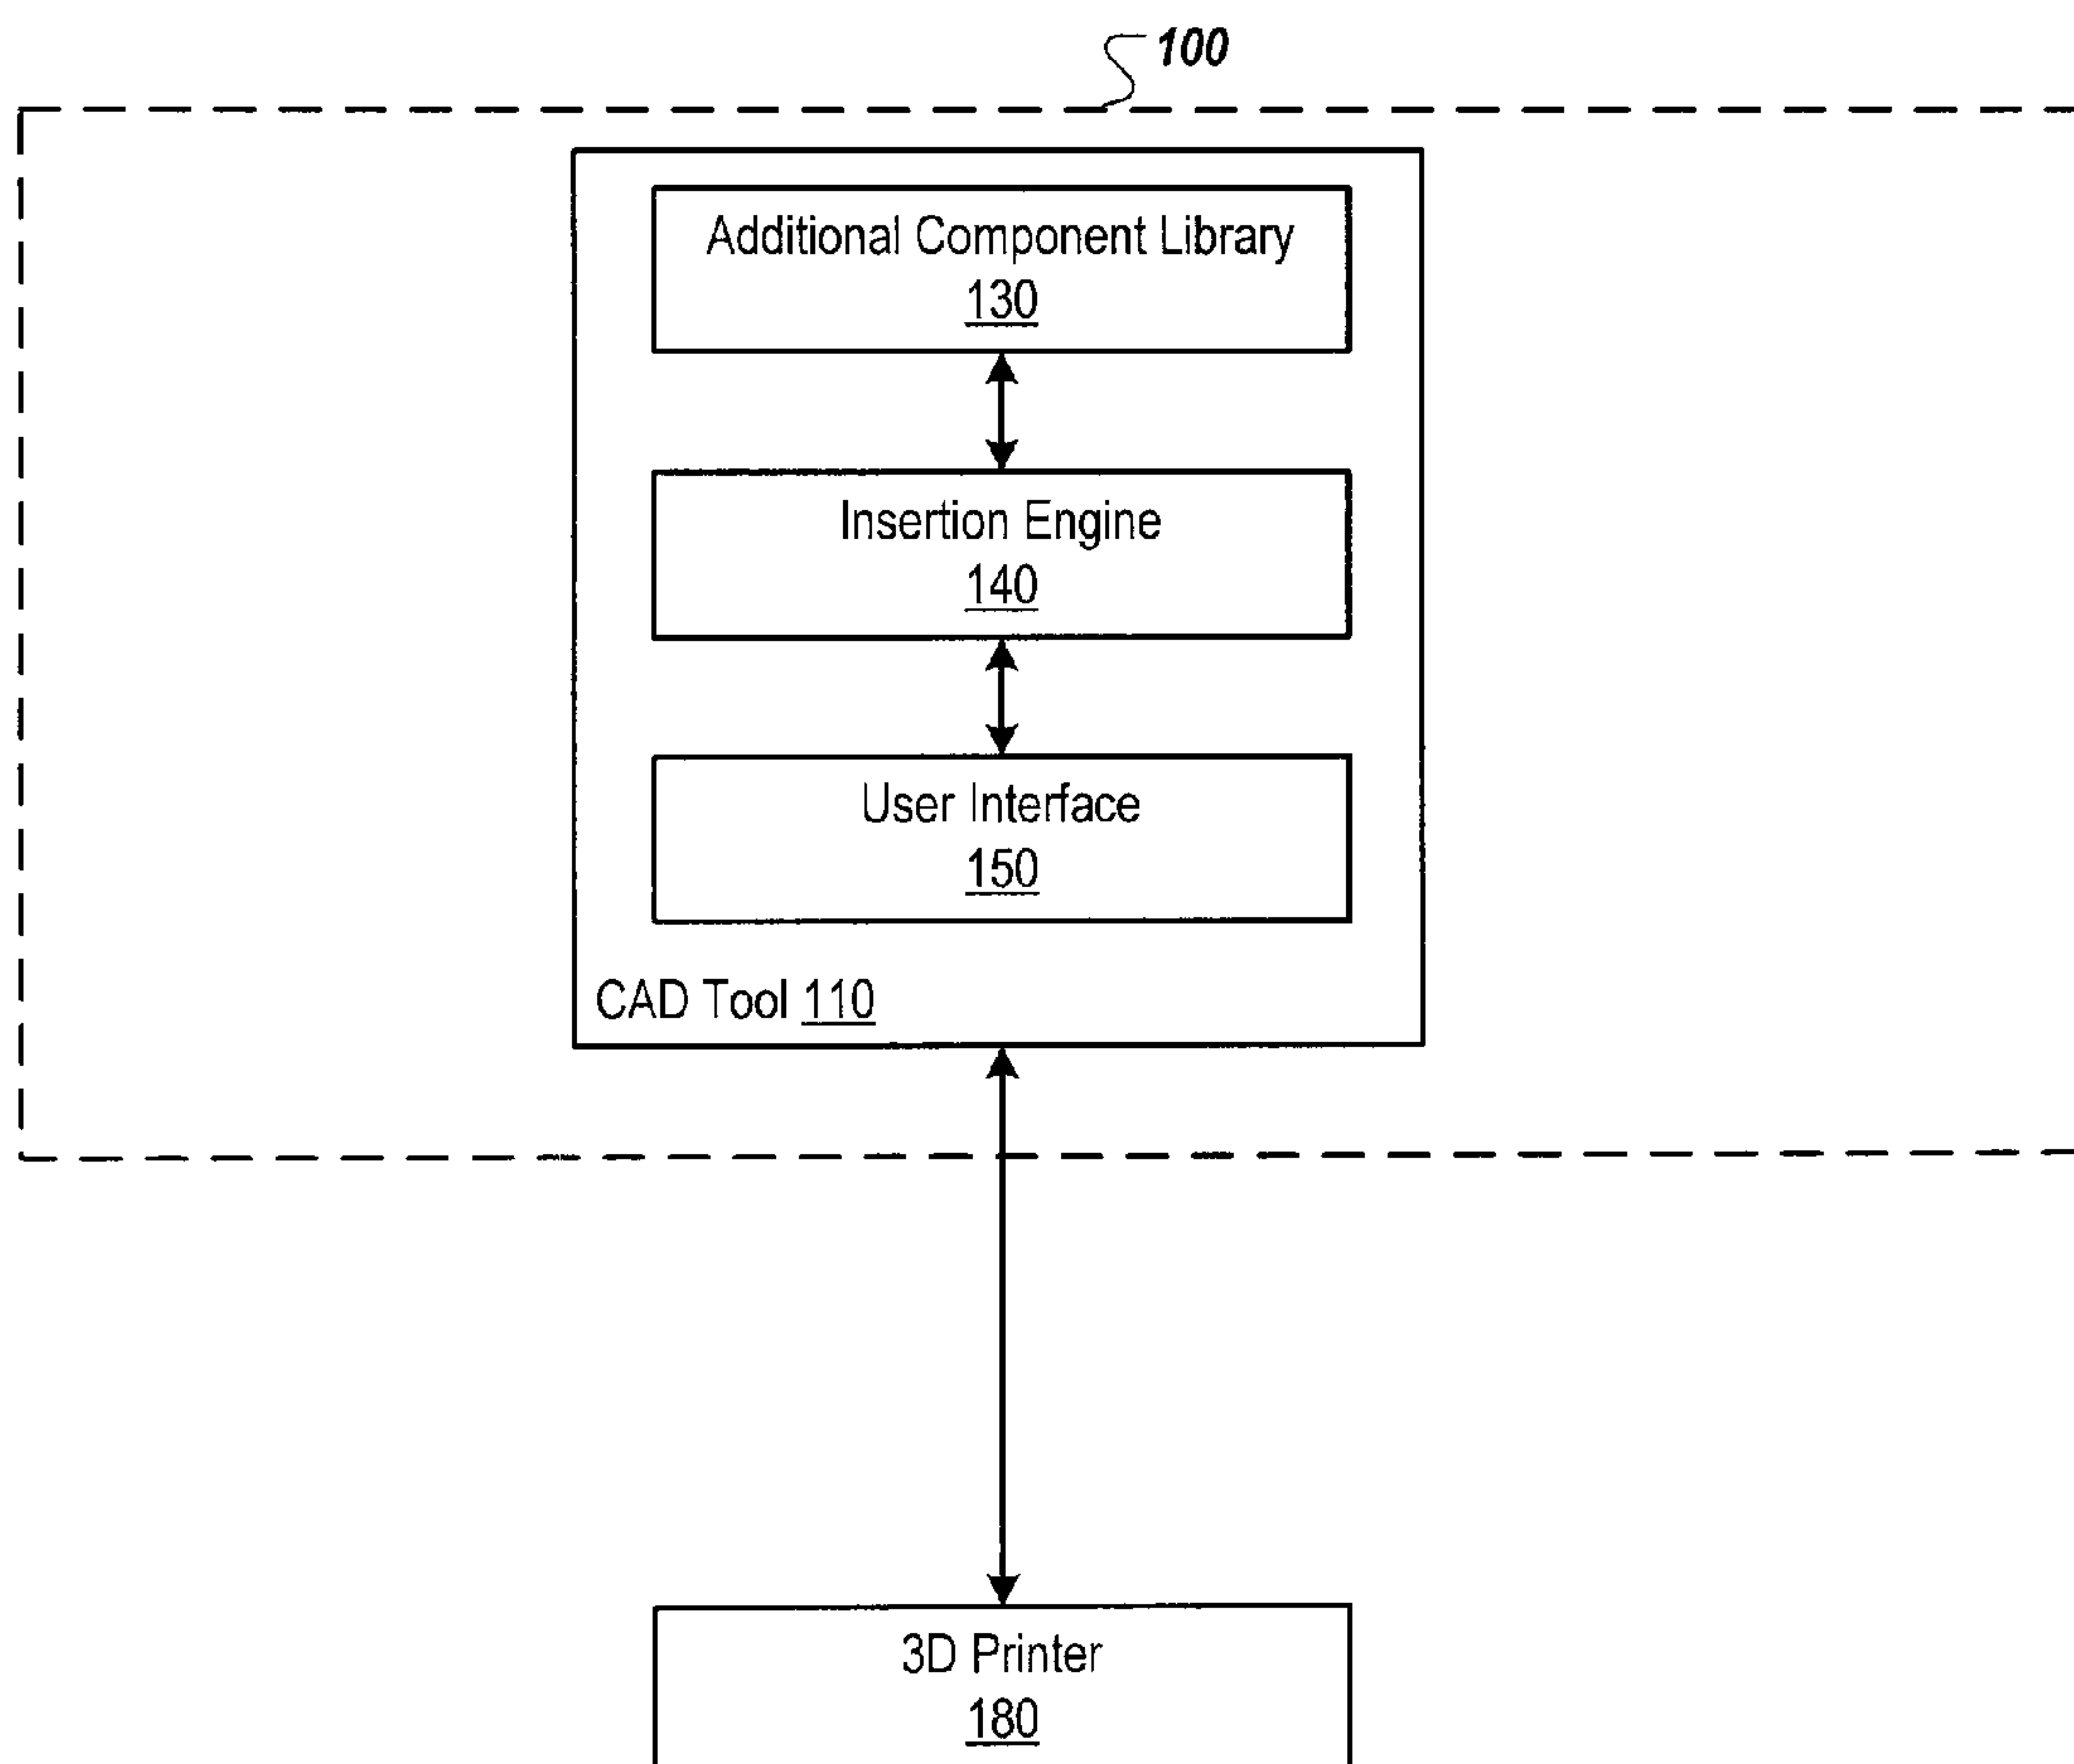 100
Additional Component Library
130
Insertion Engine
140
User Interface
150
CAD Tool 110
3D Printer
180